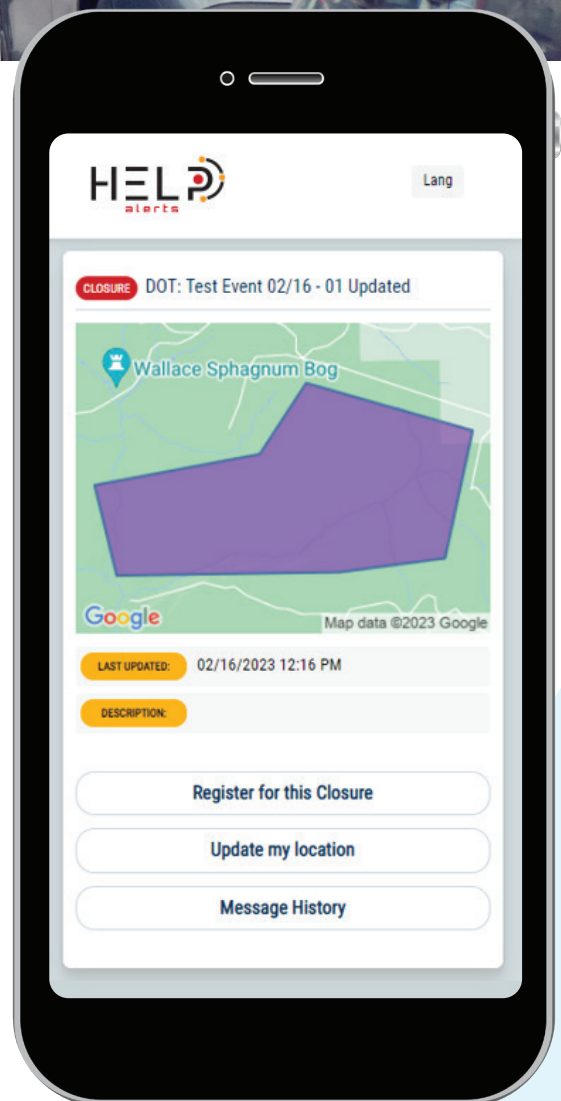 HELP
alerts
Lang
CLOSURE DOT: Test Event 02/16 - 01 Updated
Wallace Sphagnum Bog
Google
Map data ©2023 Google
LAST UPDATED: 02/16/2023 12:16 PM
DESCRIPTION:
Register for this Closure
Update my location
Message History